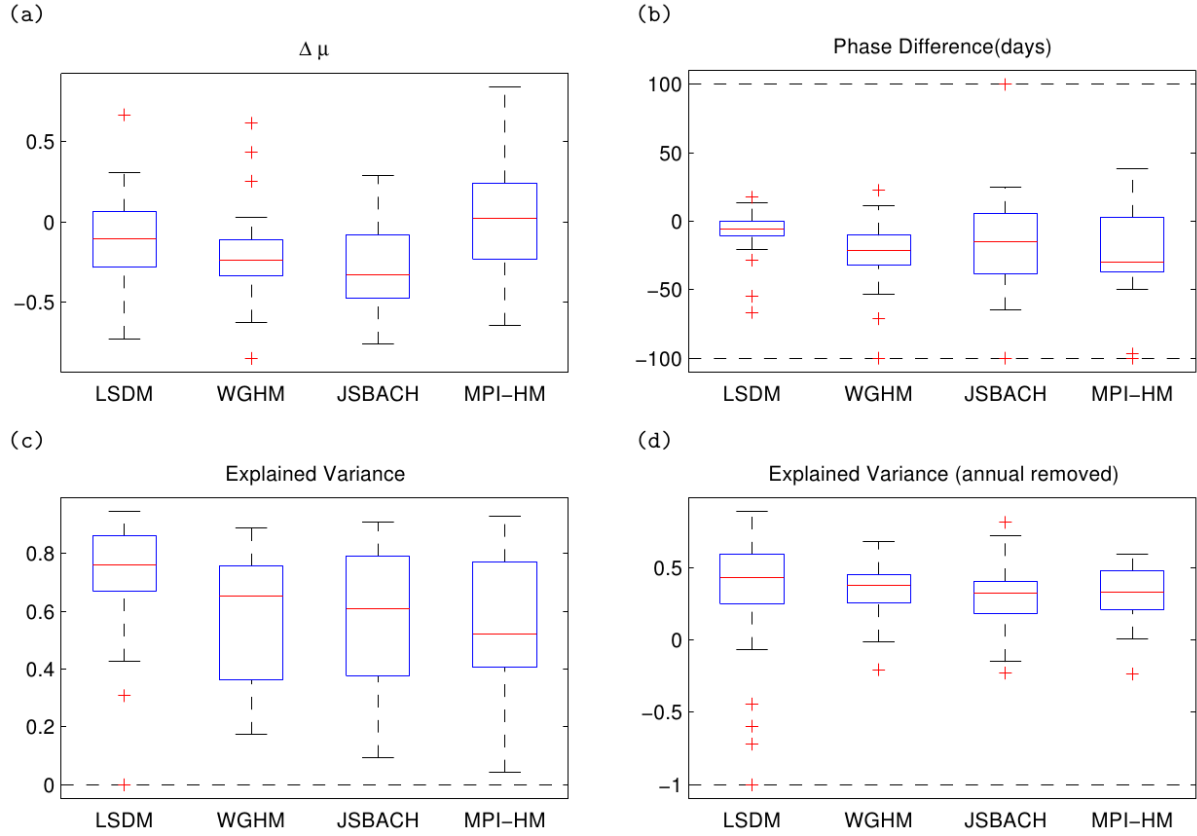 (a)
Δ μ
0.5
0
−0.5
LSDM WGHM JSBACH MPI−HM
(b)
Phase Difference(days)
100
50
0
−50
−100
LSDM WGHM JSBACH MPI−HM
(c)
Explained Variance
0.8
0.6
0.4
0.2
0
LSDM WGHM JSBACH MPI−HM
(d)
Explained Variance (annual removed)
1
0.5
0
−0.5
−1
LSDM WGHM JSBACH MPI−HM